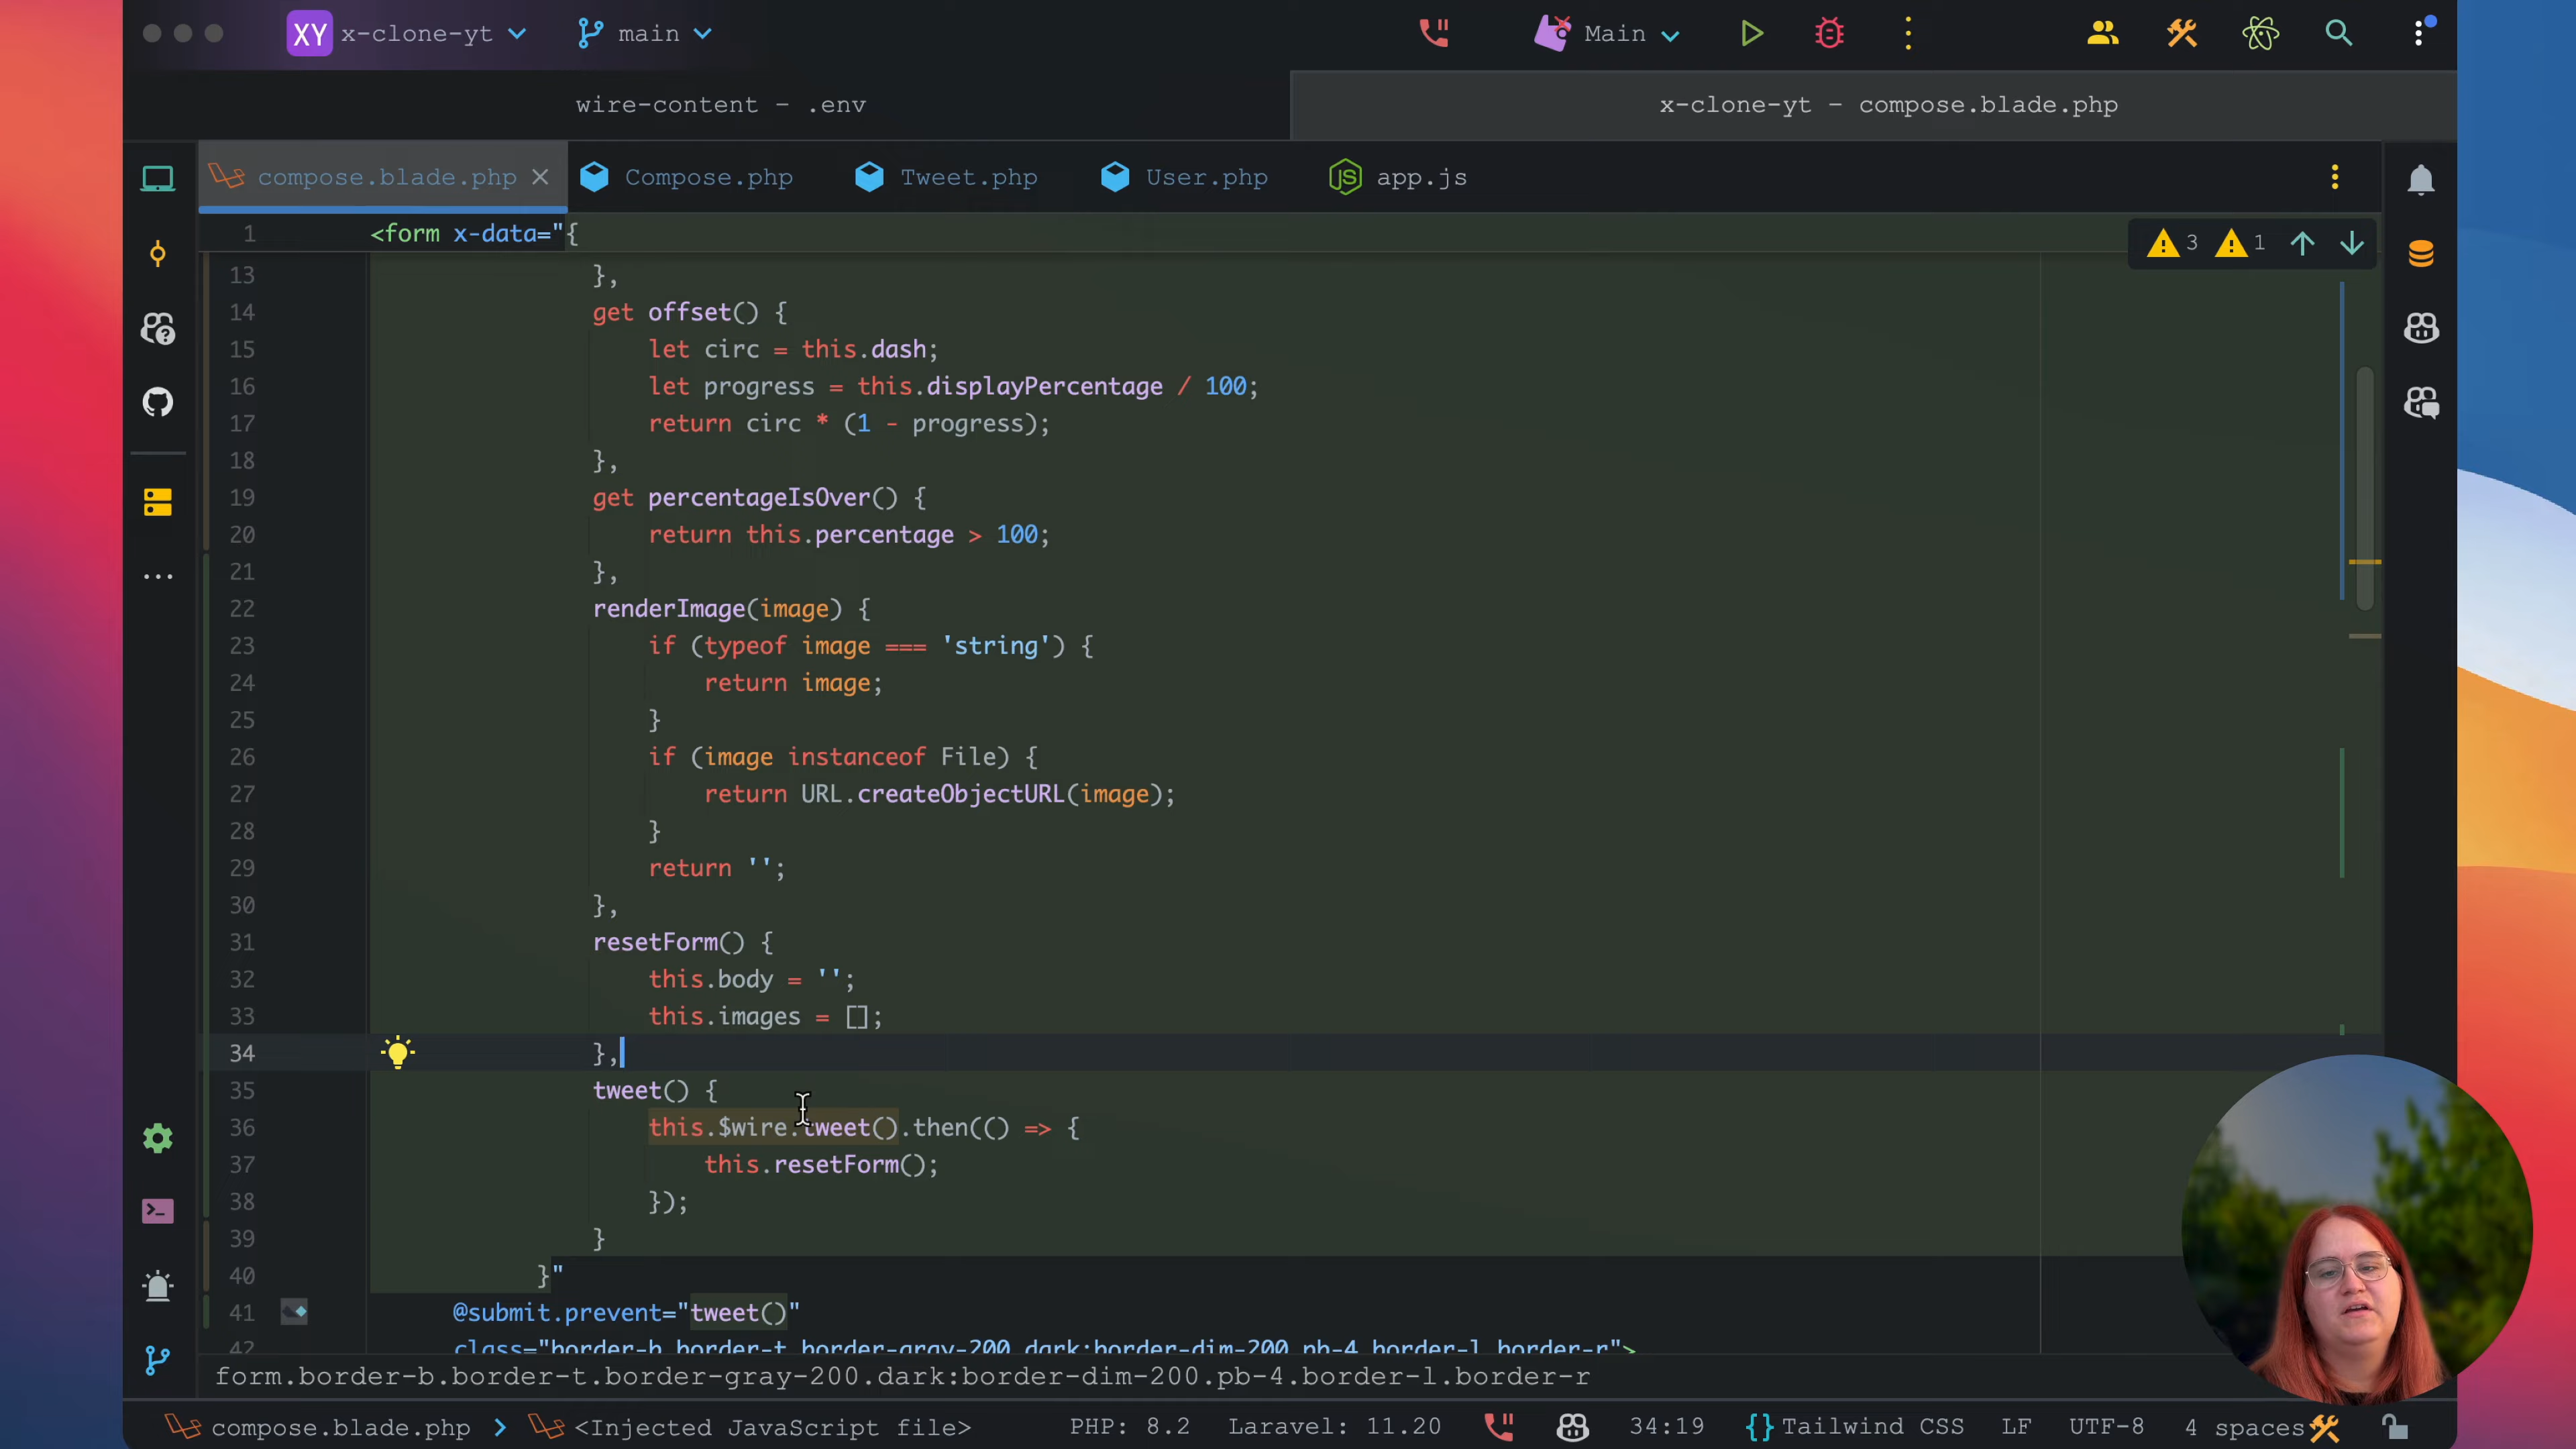 XY x-clone-yt main Main
wire-content – .env x-clone-yt – compose.blade.php
compose.blade.php Compose.php Tweet.php User.php JS app.js
1 <form x-data="{ 3 1
13 },
14 get offset() {
15 let circ = this.dash;
16 let progress = this.displayPercentage / 100;
17 return circ * (1 - progress);
18 },
19 get percentageIsOver() {
20 return this.percentage > 100;
21 },
22 renderImage(image) {
23 if (typeof image === 'string') {
24 return image;
25 }
26 if (image instanceof File) {
27 return URL.createObjectURL(image);
28 }
29 return '';
30 },
31 resetForm() {
32 this.body = '';
33 this.images = [];
34 },
35 tweet() {
36 this.$wire.tweet().then(() => {
37 this.resetForm();
38 });
39 }
40 }"
41 @submit.prevent="tweet()"
42 class="border-b border-t border-gray-200 dark:border-dim-200 pb-4 border-l border-r">
form.border-b.border-t.border-gray-200.dark:border-dim-200.pb-4.border-l.border-r
compose.blade.php <Injected JavaScript file> PHP: 8.2 Laravel: 11.20 34:19 {} Tailwind CSS LF UTF-8 4 spaces